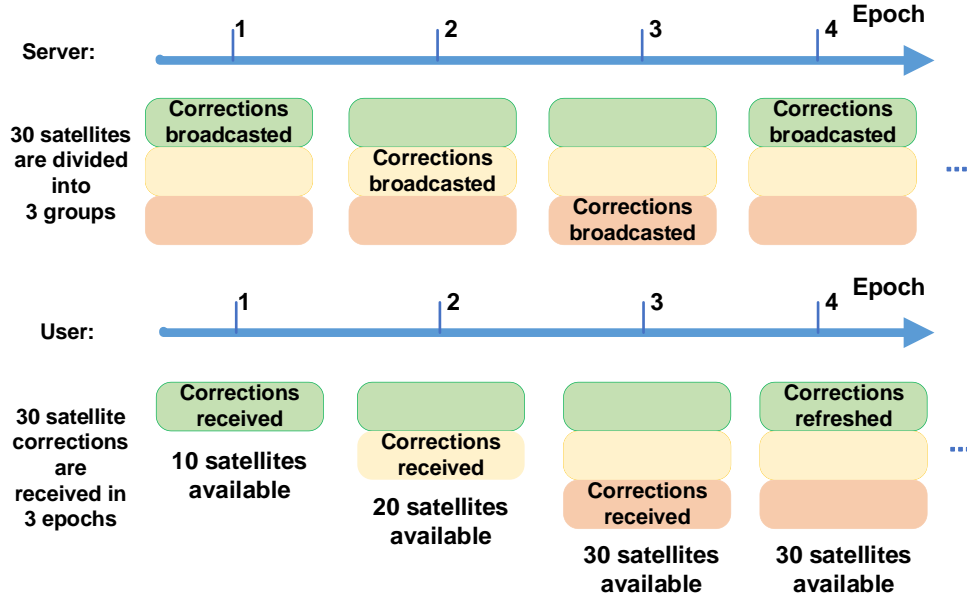 Epoch
1
2
3
4
Server:
30 satellites
are divided
into
3 groups
Corrections
broadcasted
Corrections
broadcasted
Corrections
broadcasted
Corrections
broadcasted
Epoch
1
2
3
4
User:
30 satellite
corrections
are
received in
3 epochs
Corrections
received
10 satellites
available
Corrections
received
20 satellites
available
Corrections
received
30 satellites
available
Corrections
refreshed
30 satellites
available